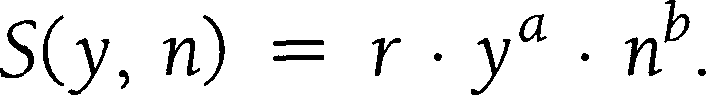 S(y, n) = r · y^a · n^b.